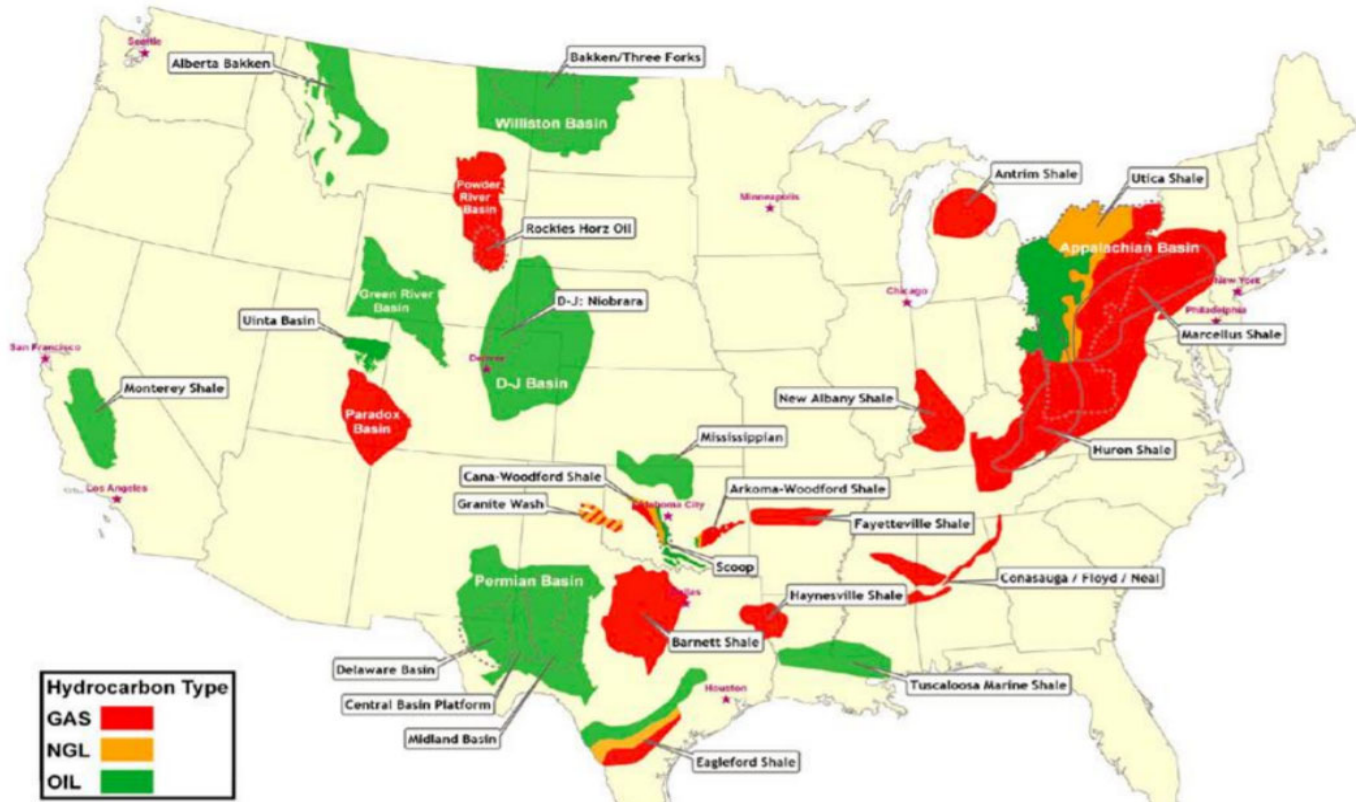 Seattle
Alberta Bakken
Bakken/Three Forks
Williston Basin
Powder
River
Basin
Rockies Horz Oil
Minneapolis
Antrim Shale
Utica Shale
Appalachian Basin
Green River
Basin
D-J: Niobrara
Chicago
New York
Philadelphia
Marcellus Shale
Uinta Basin
San Francisco
Denver
D-J Basin
Monterey Shale
Paradox
Basin
New Albany Shale
Huron Shale
Mississippian
Cana-Woodford Shale
Arkoma-Woodford Shale
Los Angeles
Granite Wash
Oklahoma City
Fayetteville Shale
Scoop
Conasauga / Floyd / Neal
Permian Basin
Dallas
Haynesville Shale
Barnett Shale
Delaware Basin
Central Basin Platform
Midland Basin
Houston
Tuscaloosa Marine Shale
Eagleford Shale
Hydrocarbon Type
GAS
NGL
OIL